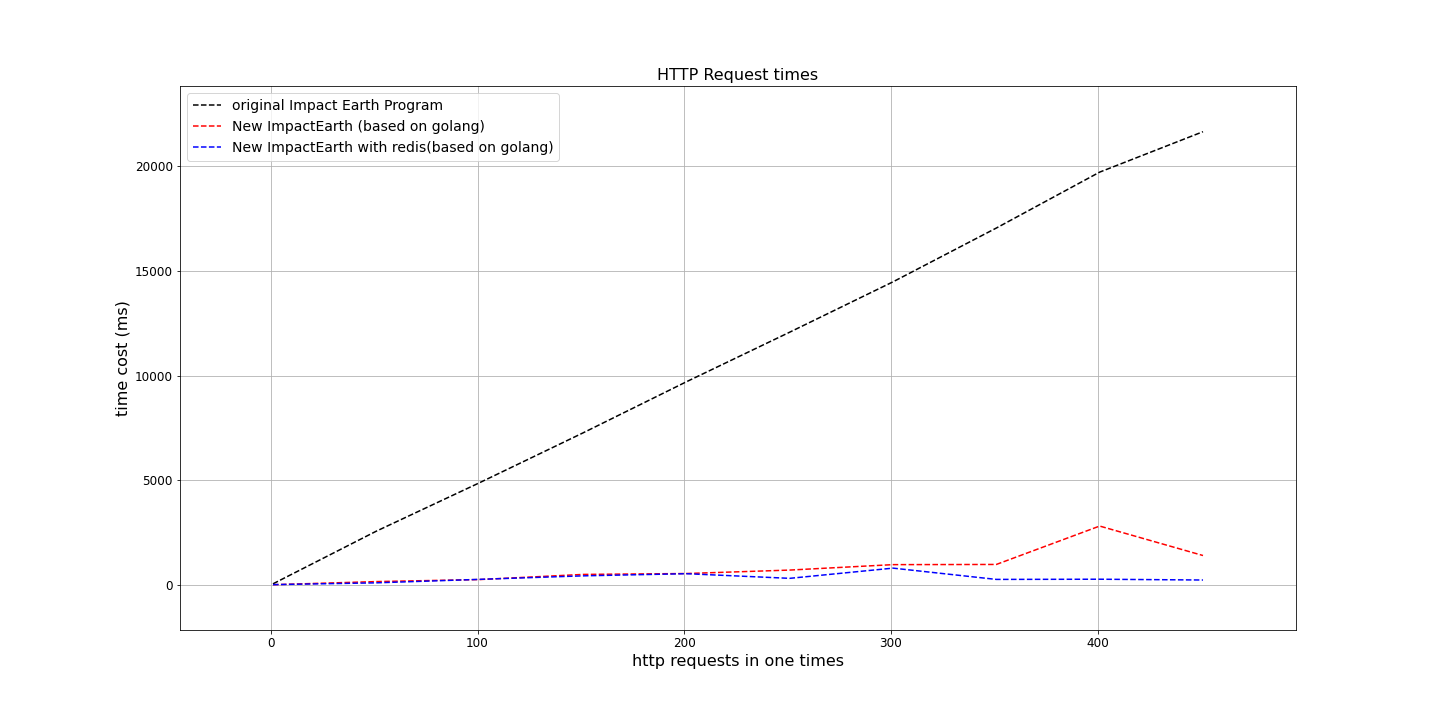 HTTP Request times
original Impact Earth Program
New ImpactEarth (based on golang)
New ImpactEarth with redis(based on golang)
20000
15000
10000
5000
0
time cost (ms)
0 100 200 300 400
http requests in one times